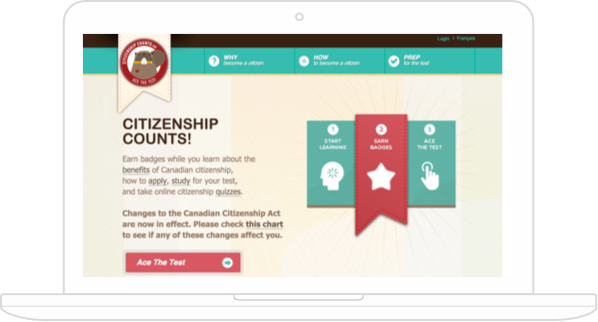 Login | Français
CITIZENSHIP COUNTS.ca
ACE THE TEST
WHY
become a citizen
HOW
to become a citizen
PREP
for the test
CITIZENSHIP
COUNTS!
Earn badges while you learn about the
benefits of Canadian citizenship,
how to apply, study for your test,
and take online citizenship quizzes.
Changes to the Canadian Citizenship Act
are now in effect. Please check this chart
to see if any of these changes affect you.
Ace The Test
1
START
LEARNING
2
EARN
BADGES
3
ACE
THE TEST